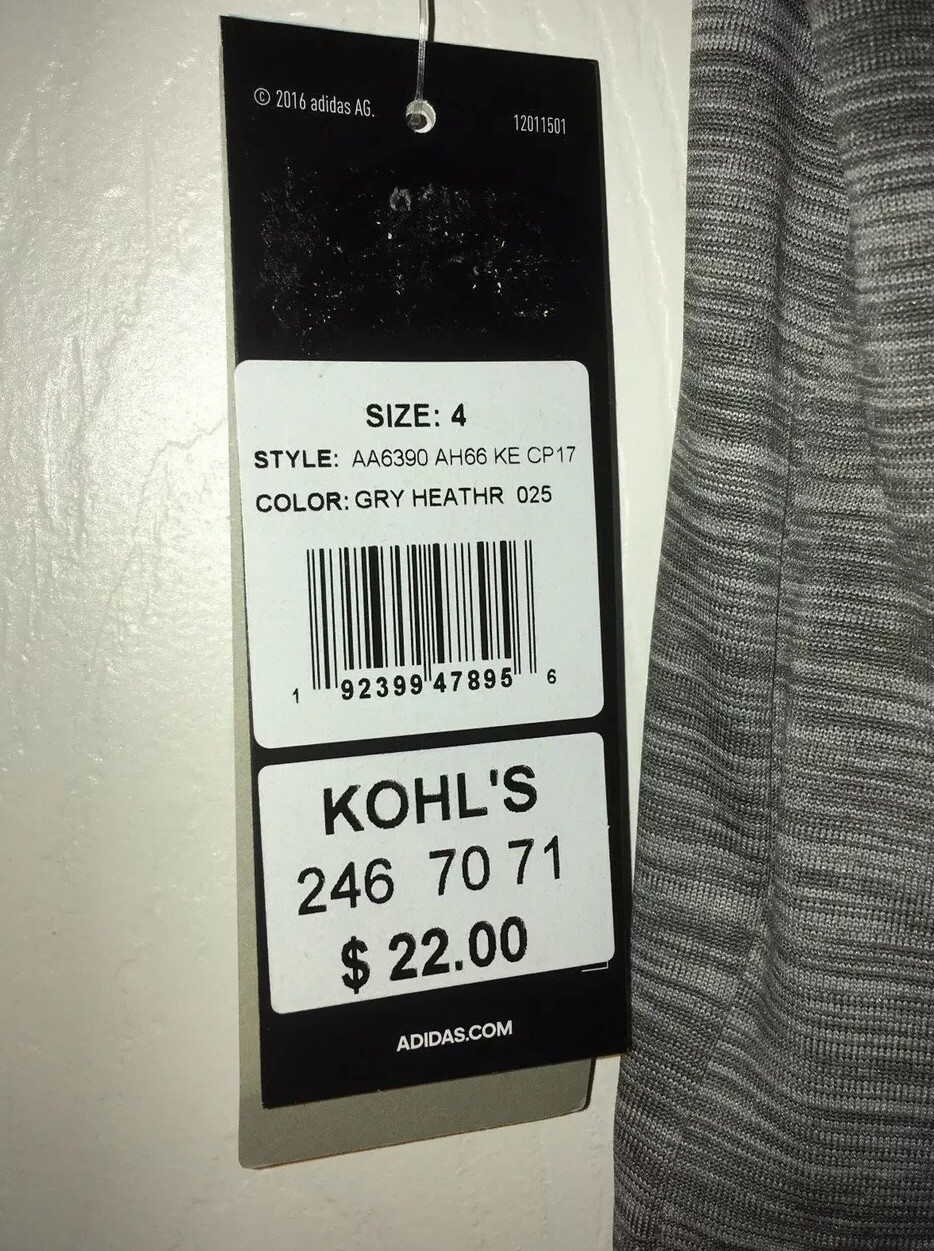 © 2016 adidas AG.
12011501
SIZE: 4
STYLE: AA6390 AH66 KE CP17
COLOR: GRY HEATHR 025
1 92399 47895 6
KOHL'S
246 70 71
$ 22.00
ADIDAS.COM